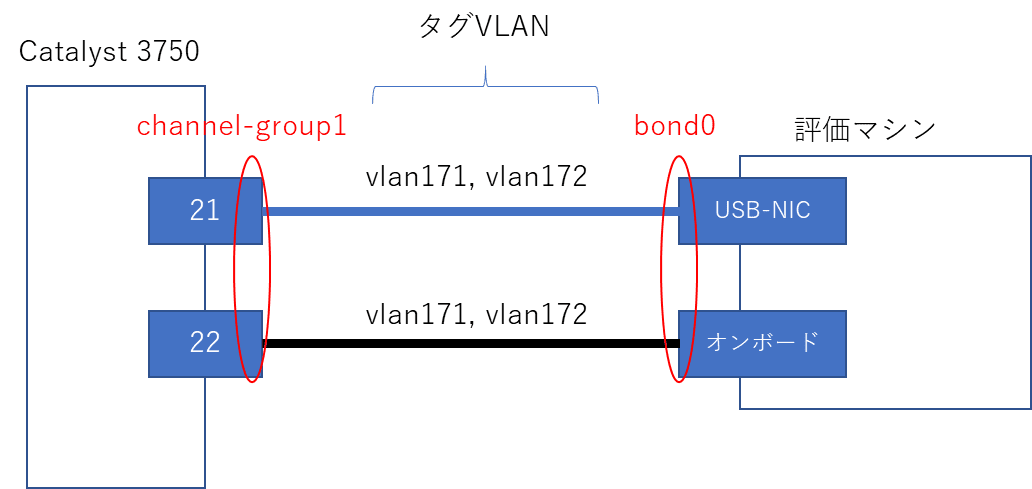 タグVLAN
Catalyst 3750
channel-group1
bond0
評価マシン
vlan171, vlan172
21
USB-NIC
vlan171, vlan172
22
オンボード